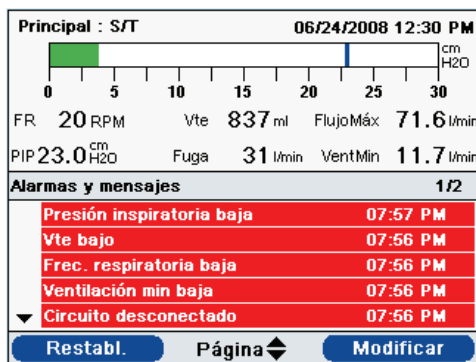 Principal : S/T 06/24/2008 12:30 PM
cm
H2O
0 5 10 15 20 25 30
FR 20 RPM Vte 837 ml FlujoMáx 71.6 l/min
PIP 23.0 cm H2O Fuga 31 l/min VentMin 11.7 l/min
Alarmas y mensajes 1/2
Presión inspiratoria baja 07:57 PM
Vte bajo 07:56 PM
Frec. respiratoria baja 07:56 PM
Ventilación min baja 07:56 PM
Circuito desconectado 07:56 PM
Restabl. Página Modificar